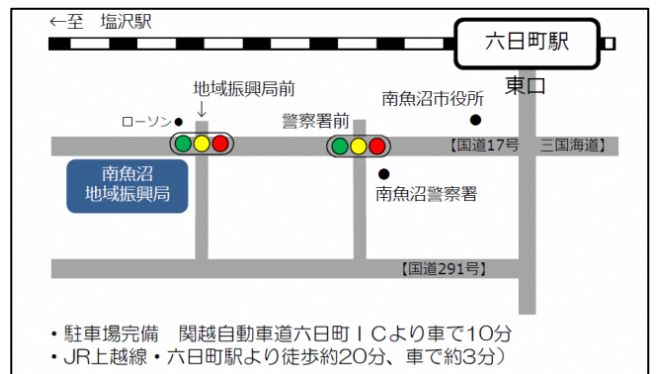 ←至　塩沢駅
六日町駅
東口
地域振興局前
↓
南魚沼市役所
ローソン●
警察署前
●
【国道17号　三国海道】
南魚沼
地域振興局
●
南魚沼警察署
【国道291号】
・駐車場完備　関越自動車道六日町ＩＣより車で10分
・JR上越線・六日町駅より徒歩約20分、車で約3分）